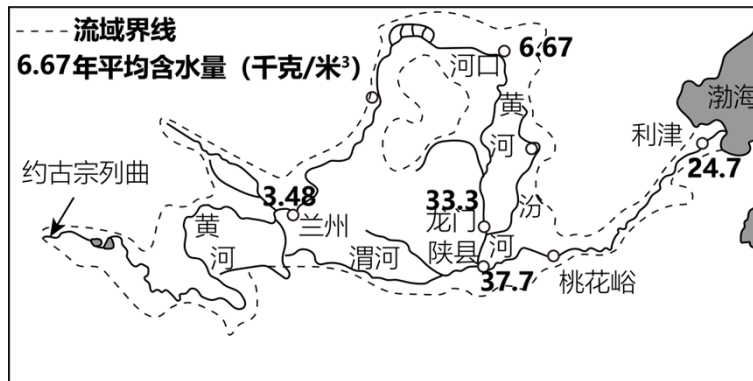 流域界线
6.67年平均含水量（千克/米³）
河口
6.67
黄
河
渤海
利津
24.7
约古宗列曲
3.48
兰州
33.3
龙门
汾
河
黄
河
渭河
陕县
37.7
桃花峪